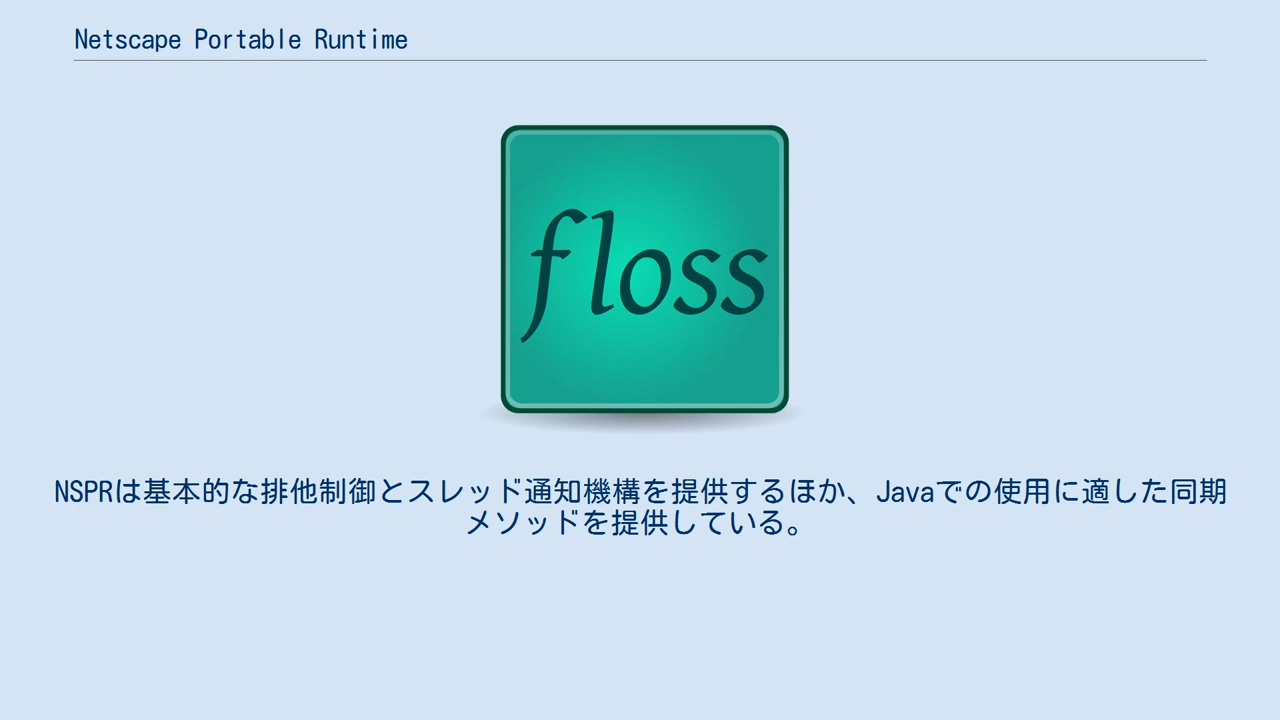 Netscape Portable Runtime
floss
NSPRは基本的な排他制御とスレッド通知機構を提供するほか、Javaでの使用に適した同期
メソッドを提供している。